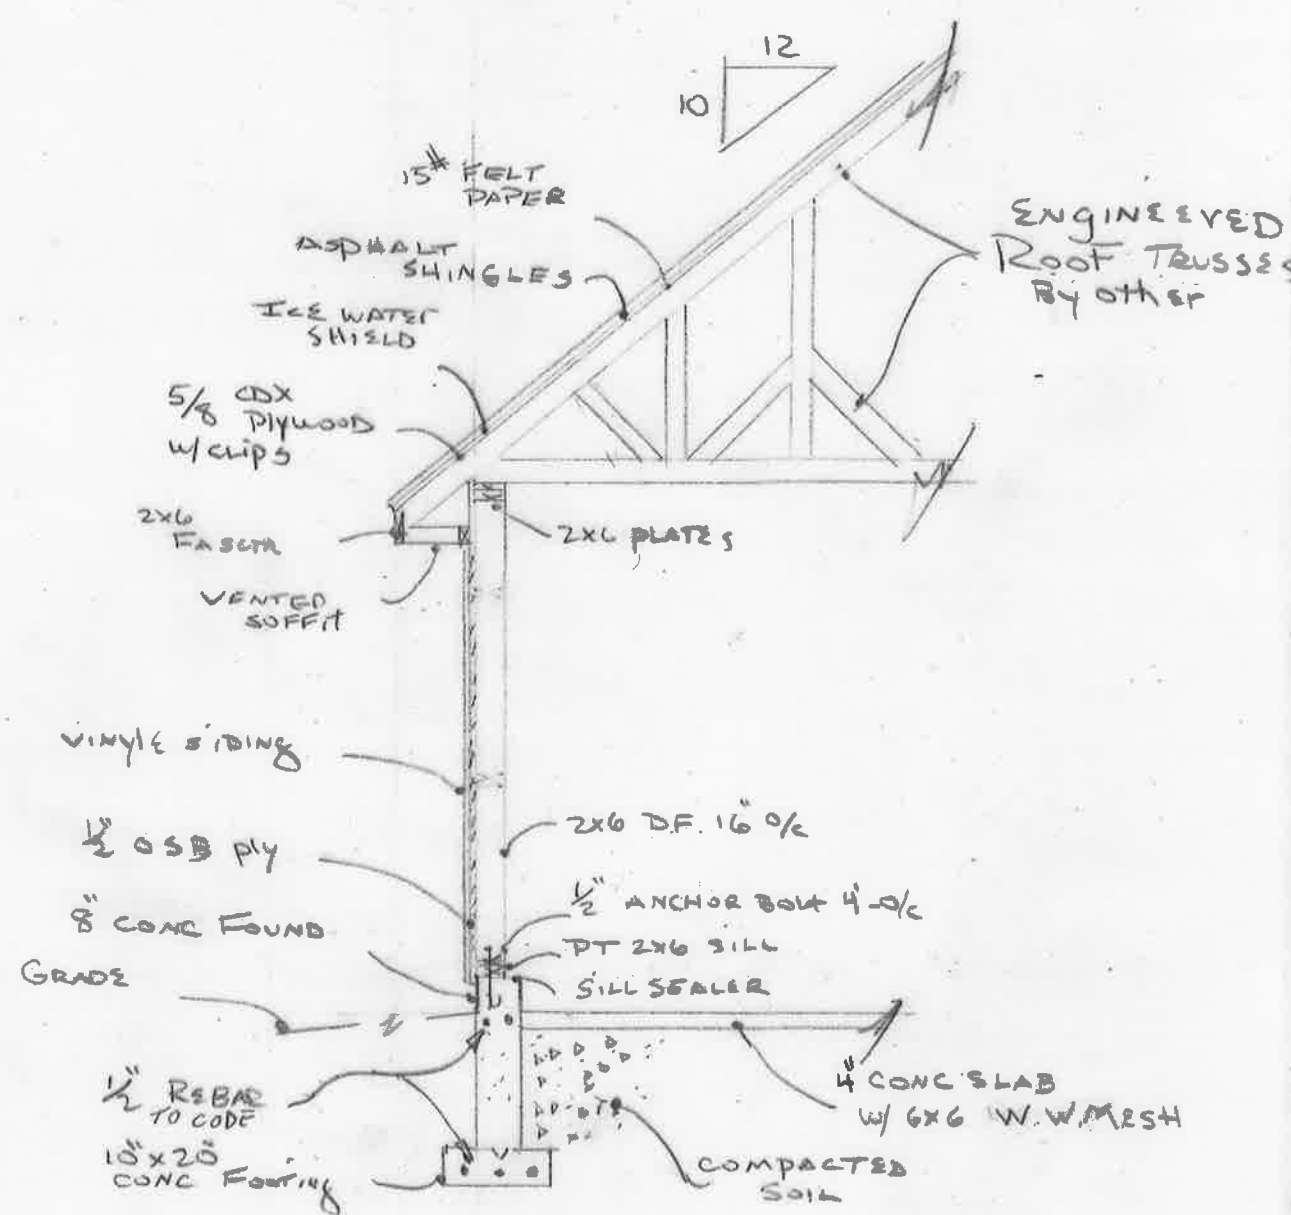 12
10
15# FELT
PAPER
ASPHALT
SHINGLES
ICE WATER
SHIELD
5/8 CDX
PLYWOOD
W/ CLIPS
ENGINEERED
ROOF TRUSSES
By other
2x6
FASCIA
2x6 PLATES
VENTED
SOFFIT
VINYLE SIDING
1/2" OSB ply
8" CONC FOUND
GRADE
2x6 D.F. 16" O/C
1/2" ANCHOR BOLT 4'-O/C
PT 2x6 SILL
SILL SEALER
1/2" REBAR
TO CODE
10"x20"
CONC FOOTING
4" CONC SLAB
W/ 6x6 W.W.MESH
COMPACTED
SOIL